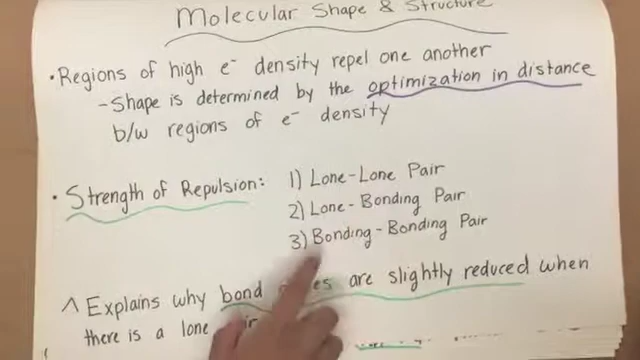 Molecular Shape & Structure
• Regions of high e⁻ density repel one another
- Shape is determined by the optimization in distance
b/w regions of e⁻ density
• Strength of Repulsion: 1) Lone-Lone Pair
2) Lone-Bonding Pair
3) Bonding-Bonding Pair
^ Explains why bond are slightly reduced when
there is a lone